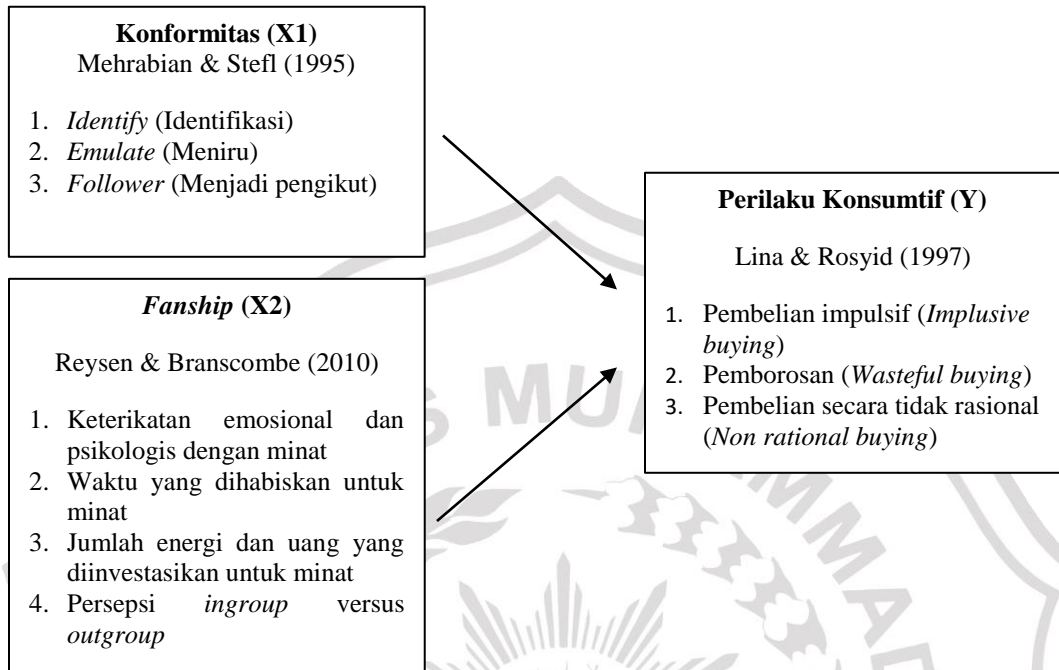 Konformitas (X1)
Mehrabian & Stefl (1995)
1. Identify (Identifikasi)
2. Emulate (Meniru)
3. Follower (Menjadi pengikut)
Fanship (X2)
Reysen & Branscombe (2010)
1. Keterikatan emosional dan
psikologis dengan minat
2. Waktu yang dihabiskan untuk
minat
3. Jumlah energi dan uang yang
diinvestasikan untuk minat
4. Persepsi ingroup versus
outgroup
Perilaku Konsumtif (Y)
Lina & Rosyid (1997)
1. Pembelian impulsif (Implusive
buying)
2. Pemborosan (Wasteful buying)
3. Pembelian secara tidak rasional
(Non rational buying)